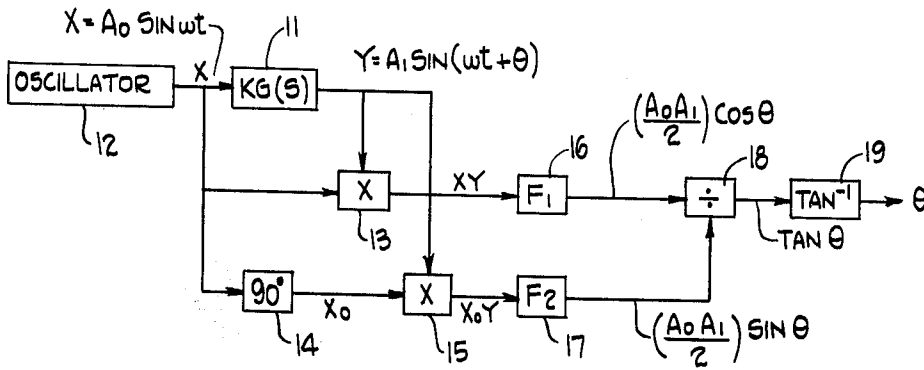 X = A₀ SIN ωt
11
X
Y = A₁ SIN(ωt + θ)
OSCILLATOR
KG(S)
12
(A₀A₁/2) COS θ
16
18
19
X
XY
F₁
÷
TAN⁻¹
θ
13
TAN θ
90°
X₀
X
X₀Y
F₂
14
15
17
(A₀A₁/2) SIN θ